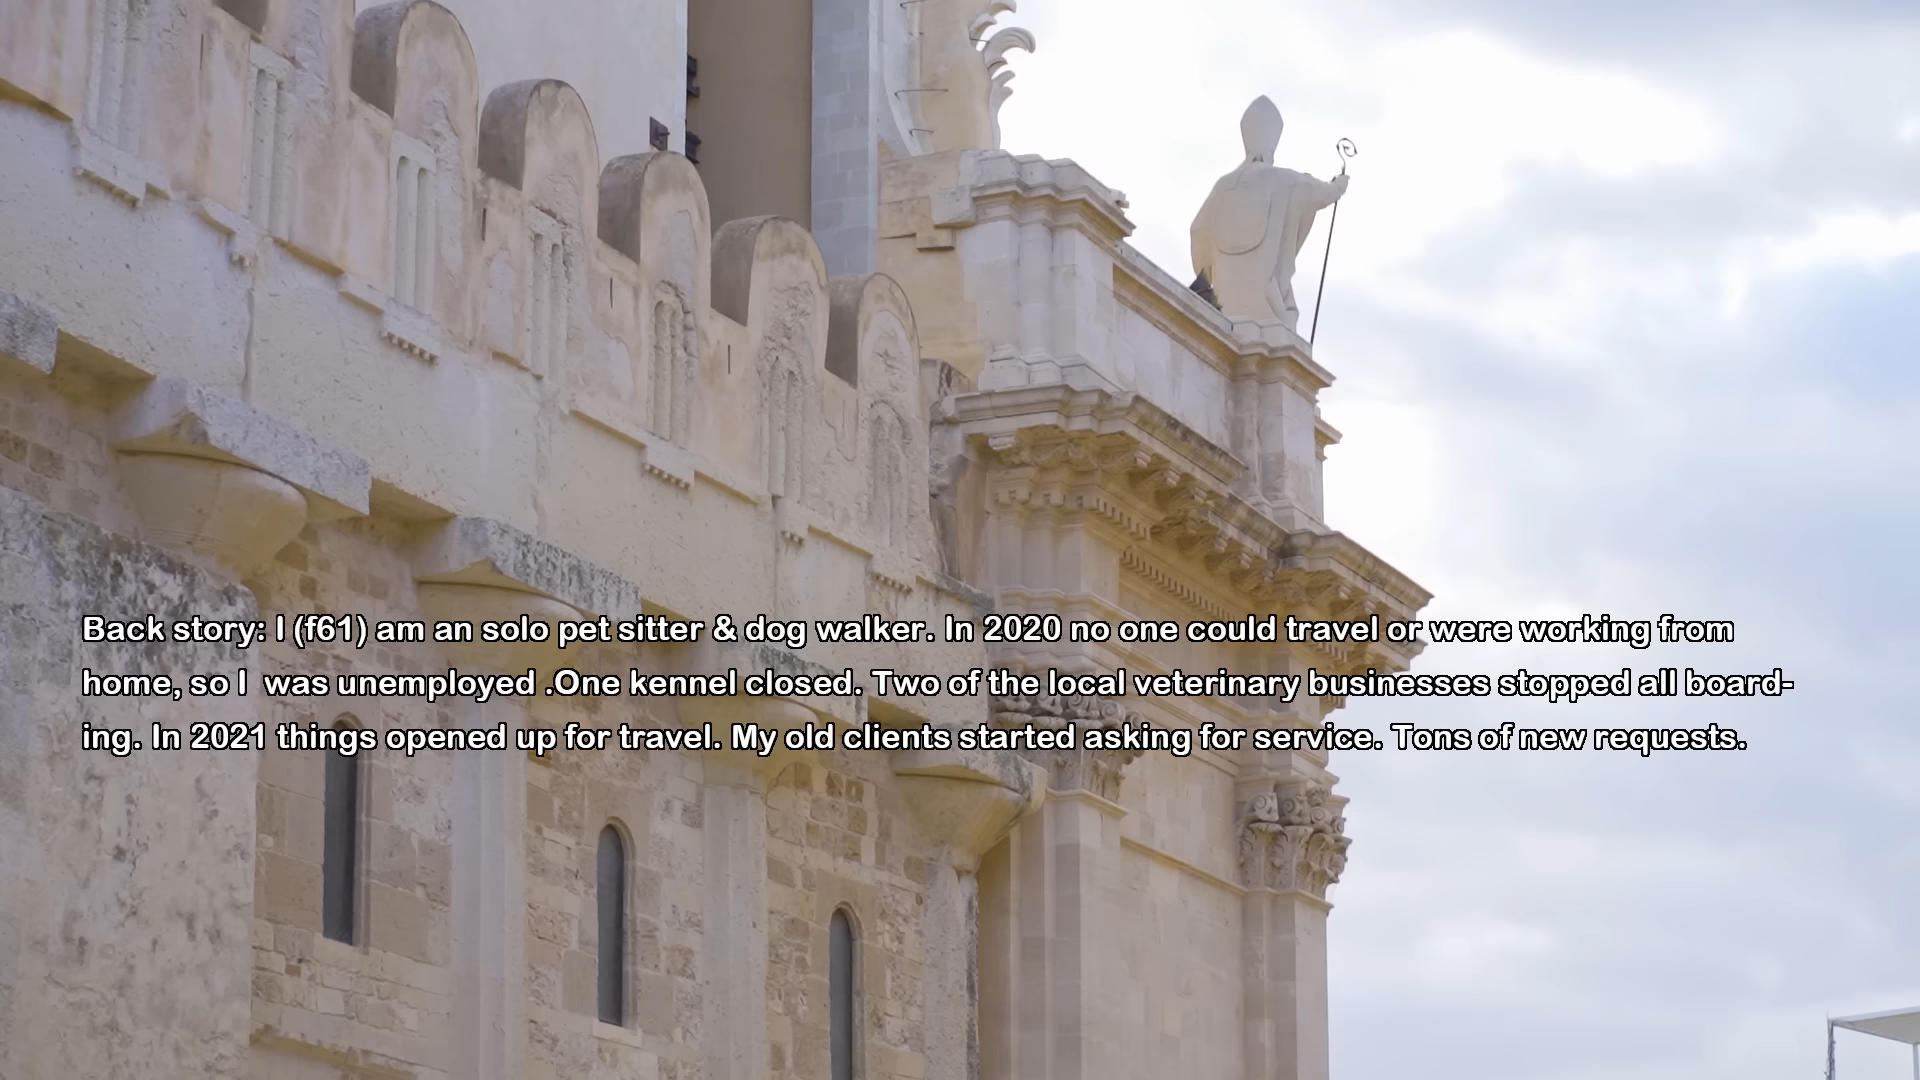 Back story: I (f61) am an solo pet sitter & dog walker. In 2020 no one could travel or were working from
home, so I  was unemployed .One kennel closed. Two of the local veterinary businesses stopped all board-
ing. In 2021 things opened up for travel. My old clients started asking for service. Tons of new requests.